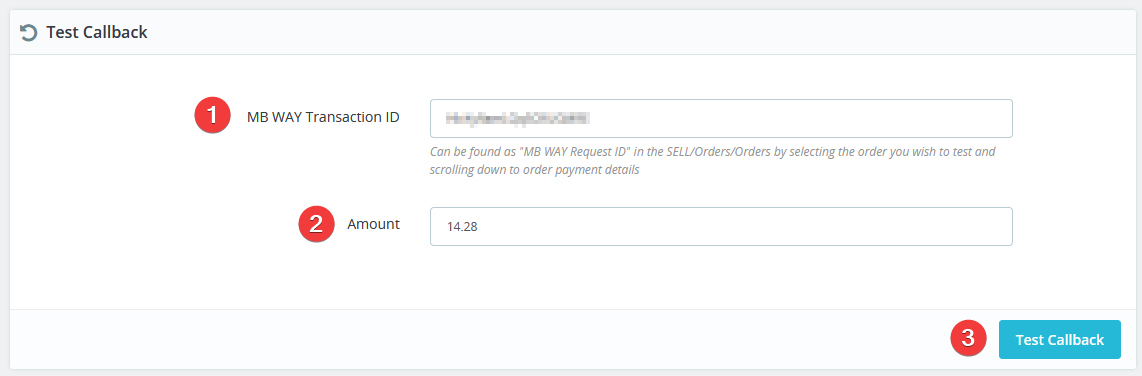 Test Callback
1 MB WAY Transaction ID
Can be found as "MB WAY Request ID" in the SELL/Orders/Orders by selecting the order you wish to test and
scrolling down to order payment details
2 Amount 14.28
3 Test Callback